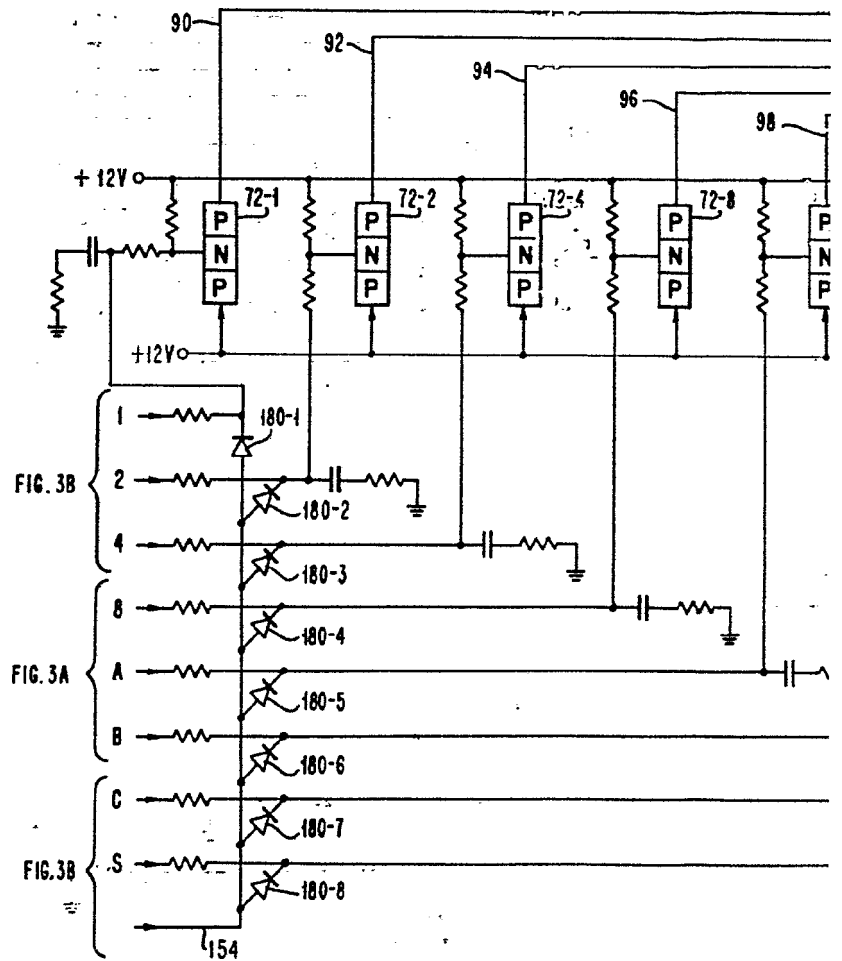 90
92
94
96
98
+ 12V
72-1
72-2
72-4
72-8
P P P P P
N N N N N
P P P P P
+12V
FIG. 3B
1
180-1
2
180-2
4
180-3
FIG. 3A
8
180-4
A
180-5
B
180-6
FIG. 3B
C
180-7
S
180-8
154